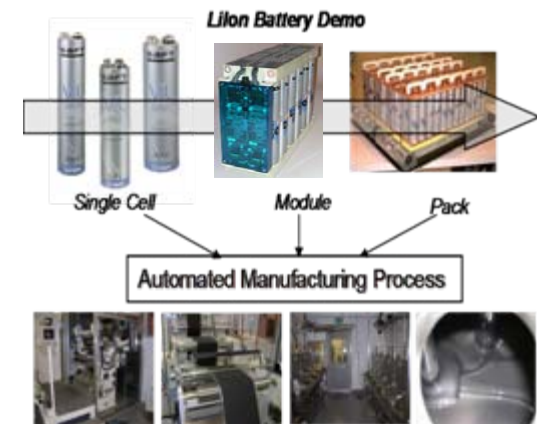 LiIon Battery Demo
Single Cell
Module
Pack
Automated Manufacturing Process